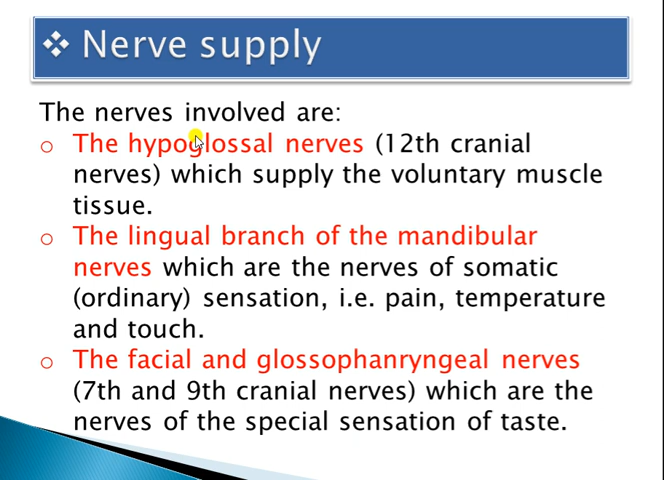 ❖ Nerve supply
The nerves involved are:
o The hypoglossal nerves (12th cranial
nerves) which supply the voluntary muscle
tissue.
o The lingual branch of the mandibular
nerves which are the nerves of somatic
(ordinary) sensation, i.e. pain, temperature
and touch.
o The facial and glossophanryngeal nerves
(7th and 9th cranial nerves) which are the
nerves of the special sensation of taste.